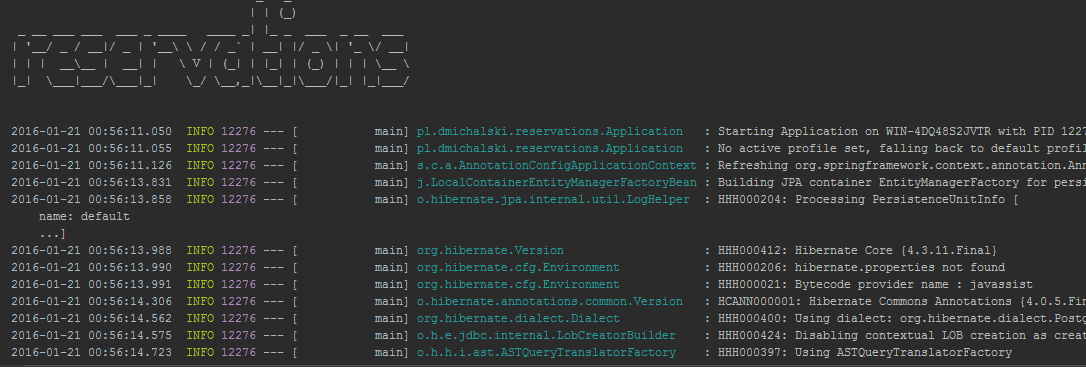 reservations
2016-01-21 00:56:11.050 INFO 12276 --- [ main] pl.dmichalski.reservations.Application : Starting Application on WIN-4DQ48S2JVTR with PID 1227
2016-01-21 00:56:11.055 INFO 12276 --- [ main] pl.dmichalski.reservations.Application : No active profile set, falling back to default profil
2016-01-21 00:56:11.126 INFO 12276 --- [ main] s.c.a.AnnotationConfigApplicationContext : Refreshing org.springframework.context.annotation.Ann
2016-01-21 00:56:13.831 INFO 12276 --- [ main] j.LocalContainerEntityManagerFactoryBean : Building JPA container EntityManagerFactory for persi
2016-01-21 00:56:13.858 INFO 12276 --- [ main] o.hibernate.jpa.internal.util.LogHelper : HHH000204: Processing PersistenceUnitInfo [
name: default
...]
2016-01-21 00:56:13.988 INFO 12276 --- [ main] org.hibernate.Version : HHH000412: Hibernate Core {4.3.11.Final}
2016-01-21 00:56:13.990 INFO 12276 --- [ main] org.hibernate.cfg.Environment : HHH000206: hibernate.properties not found
2016-01-21 00:56:13.991 INFO 12276 --- [ main] org.hibernate.cfg.Environment : HHH000021: Bytecode provider name : javassist
2016-01-21 00:56:14.306 INFO 12276 --- [ main] o.hibernate.annotations.common.Version : HCANN000001: Hibernate Commons Annotations {4.0.5.Fin
2016-01-21 00:56:14.562 INFO 12276 --- [ main] org.hibernate.dialect.Dialect : HHH000400: Using dialect: org.hibernate.dialect.Postg
2016-01-21 00:56:14.575 INFO 12276 --- [ main] o.h.e.jdbc.internal.LobCreatorBuilder : HHH000424: Disabling contextual LOB creation as creat
2016-01-21 00:56:14.723 INFO 12276 --- [ main] o.h.h.i.ast.ASTQueryTranslatorFactory : HHH000397: Using ASTQueryTranslatorFactory